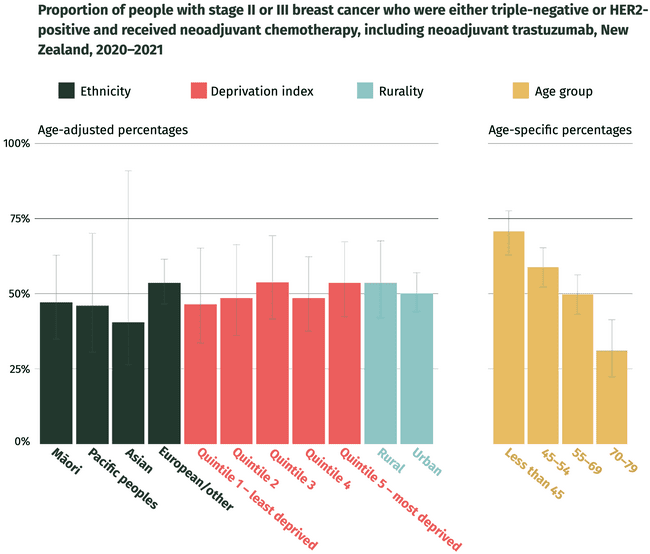 Proportion of people with stage II or III breast cancer who were either triple-negative or HER2-
positive and received neoadjuvant chemotherapy, including neoadjuvant trastuzumab, New
Zealand, 2020–2021
Ethnicity
Deprivation index
Rurality
Age group
Age-adjusted percentages
Age-specific percentages
100%
75%
50%
25%
0%
Māori
Pacific peoples
Asian
European/other
Quintile 1 – least deprived
Quintile 2
Quintile 3
Quintile 4
Quintile 5 – most deprived
Rural
Urban
Less than 45
45–54
55–69
70–79